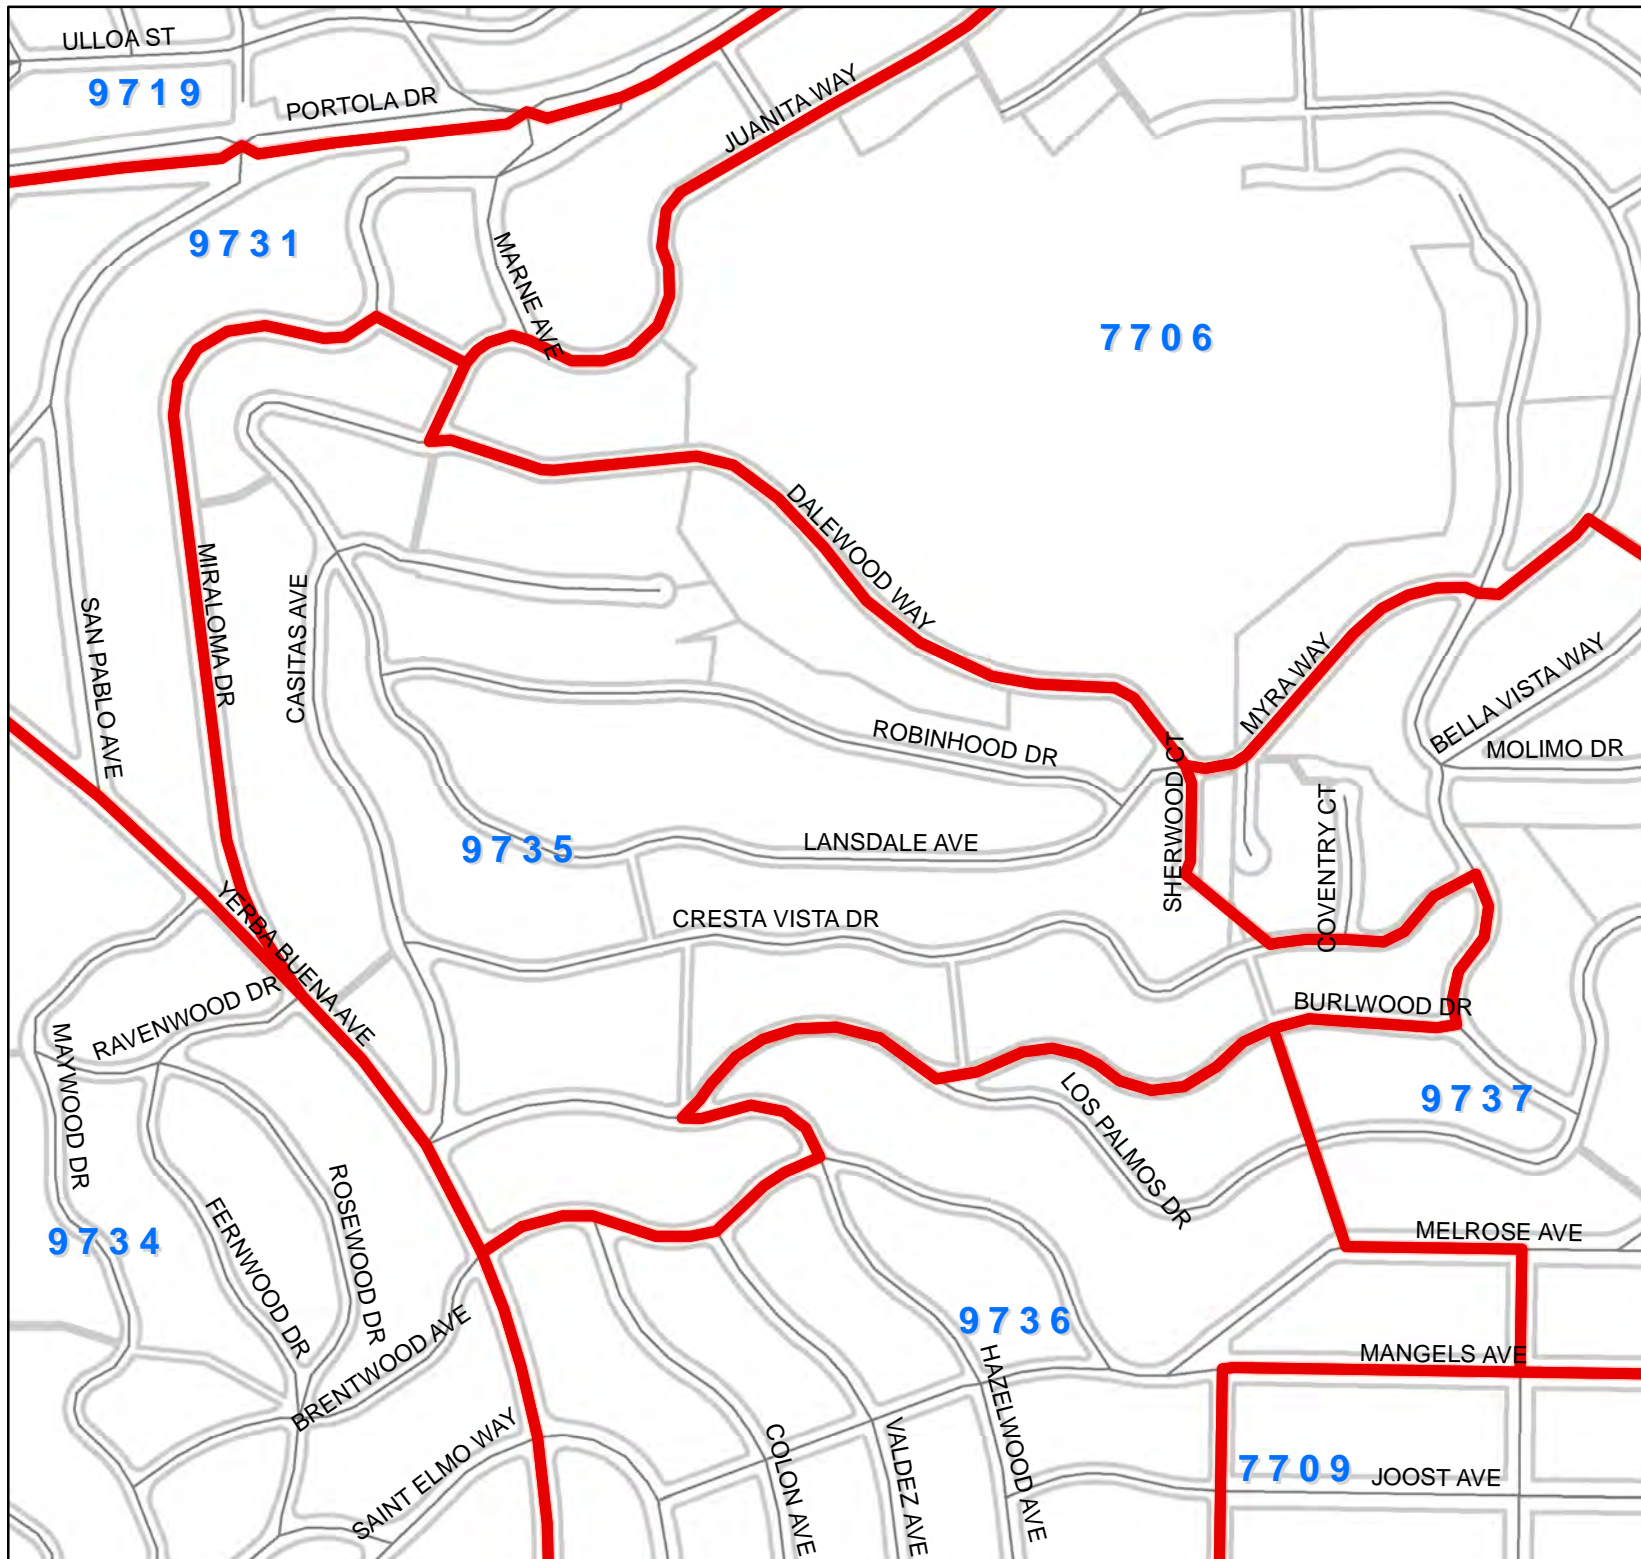 ULLOA ST
9719
PORTOLA DR
JUANITA WAY
9731
MARNE AVE
7706
DALEWOOD WAY
MIRALOMA DR
CASITAS AVE
SAN PABLO AVE
MYRA WAY
BELLA VISTA WAY
MOLIMO DR
ROBINHOOD DR
SHERWOOD CT
COVENTRY CT
9735
LANSDALE AVE
CRESTA VISTA DR
YERBA BUENA AVE
RAVENWOOD DR
BURLWOOD DR
MAYWOOD DR
LOS PALMOS DR
9737
ROSEWOOD DR
FERNWOOD DR
9734
MELROSE AVE
BRENTWOOD AVE
9736
MANGELS AVE
HAZELWOOD AVE
SAINT ELMO WAY
COLON AVE
VALDEZ AVE
7709
JOOST AVE